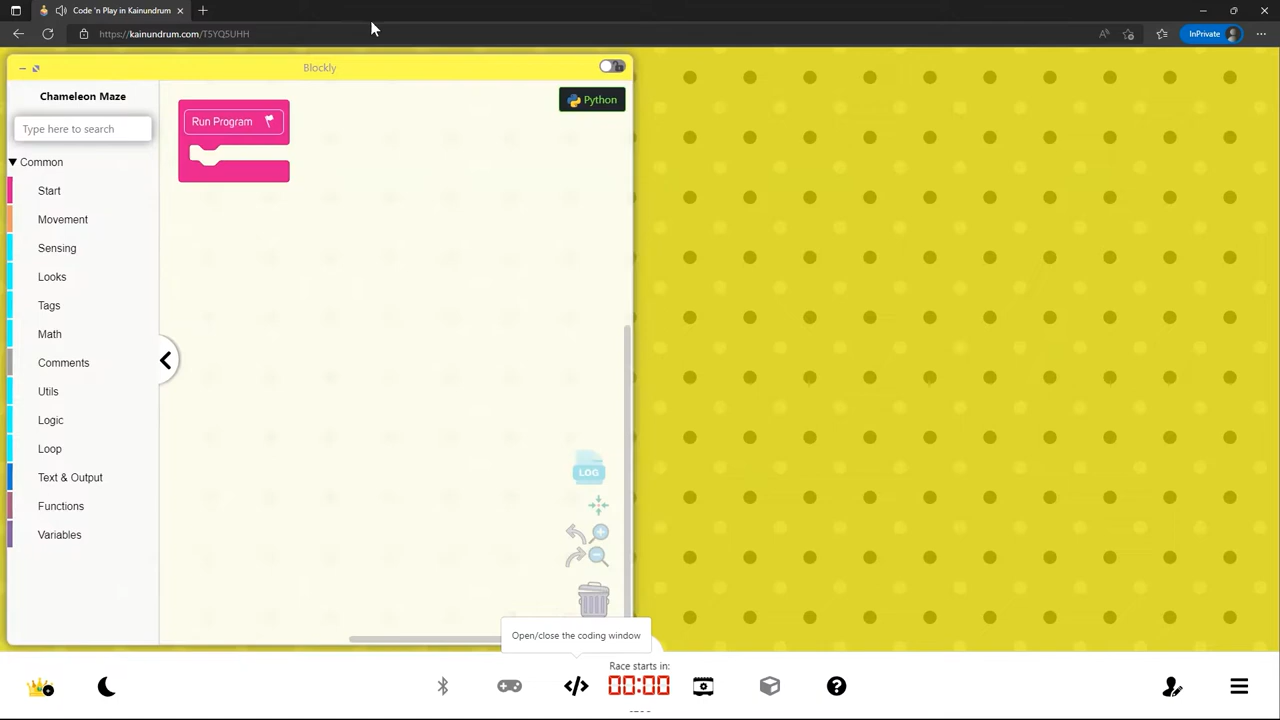 Code 'n Play in Kainundrum
https://kainundrum.com/T5YQ5UHH
InPrivate
Blockly
Chameleon Maze
Python
Type here to search
Run Program
Common
Start
Movement
Sensing
Looks
Tags
Math
Comments
Utils
Logic
Loop
LOG
Text & Output
Functions
Variables
Open/close the coding window
Race starts in:
00:00